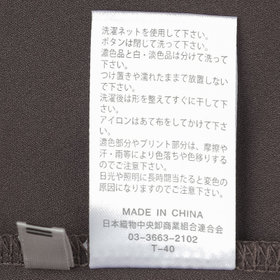 洗濯ネットを使用して下さい。
ボタンは閉じて洗って下さい。
濃色品と白・淡色品は分けて洗って
下さい。
つけ置きや濡れたままで放置しない
で下さい。
洗濯後は形を整えてすぐに干して下
さい。
アイロンはあて布をしてかけて下さ
い。
濃色部分やプリント部分は、摩擦や
汗・雨等により色落ちや色移りする
のでご注意下さい。
日光や照明に長時間当たると変色の
原因になりますのでご注意下さい。
MADE IN CHINA
日本織物中央卸商業組合連合会
03-3663-2102
T-40